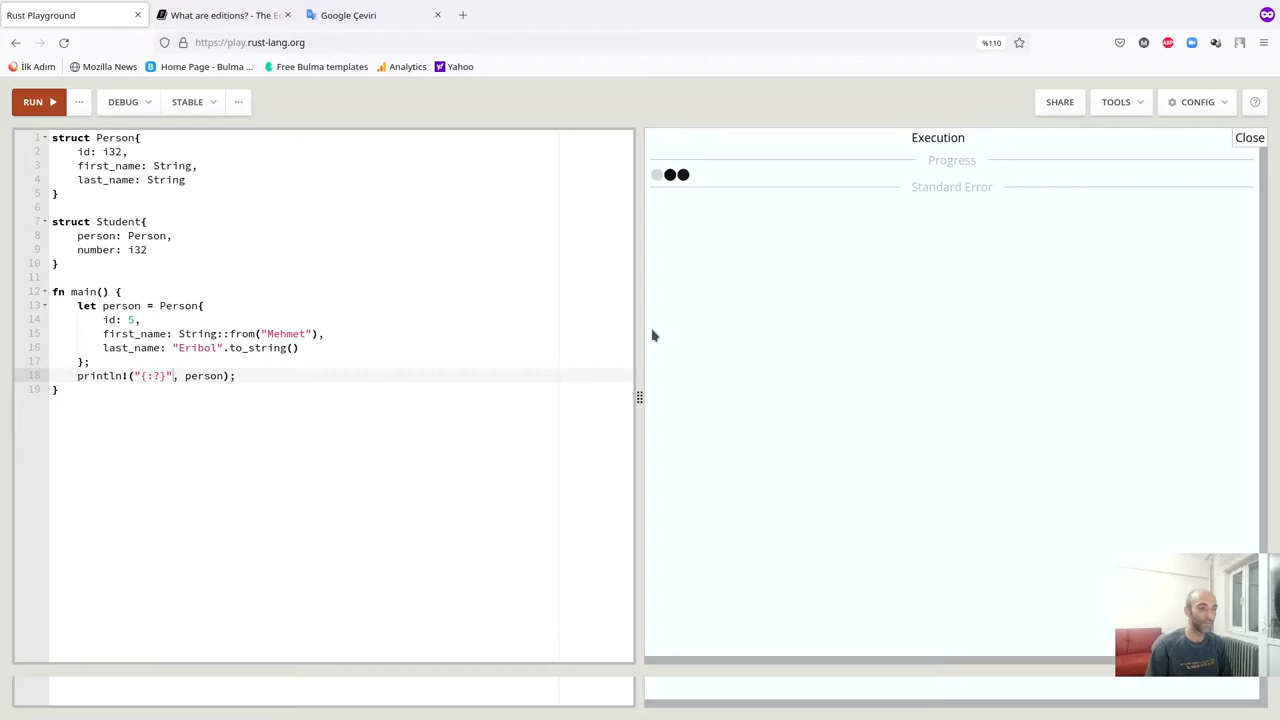 Rust Playground
What are editions? - The E
Google Çeviri
https://play.rust-lang.org
%110
İlk Adım
Mozilla News
Home Page - Bulma ...
Free Bulma templates
Analytics
Yahoo
RUN
DEBUG
STABLE
SHARE
TOOLS
CONFIG
1 struct Person{
2 id: i32,
3 first_name: String,
4 last_name: String
5 }
6
7 struct Student{
8 person: Person,
9 number: i32
10 }
11
12 fn main() {
13 let person = Person{
14 id: 5,
15 first_name: String::from("Mehmet"),
16 last_name: "Eribol".to_string()
17 };
18 println!("{:?}", person);
19 }
Execution
Close
Progress
Standard Error